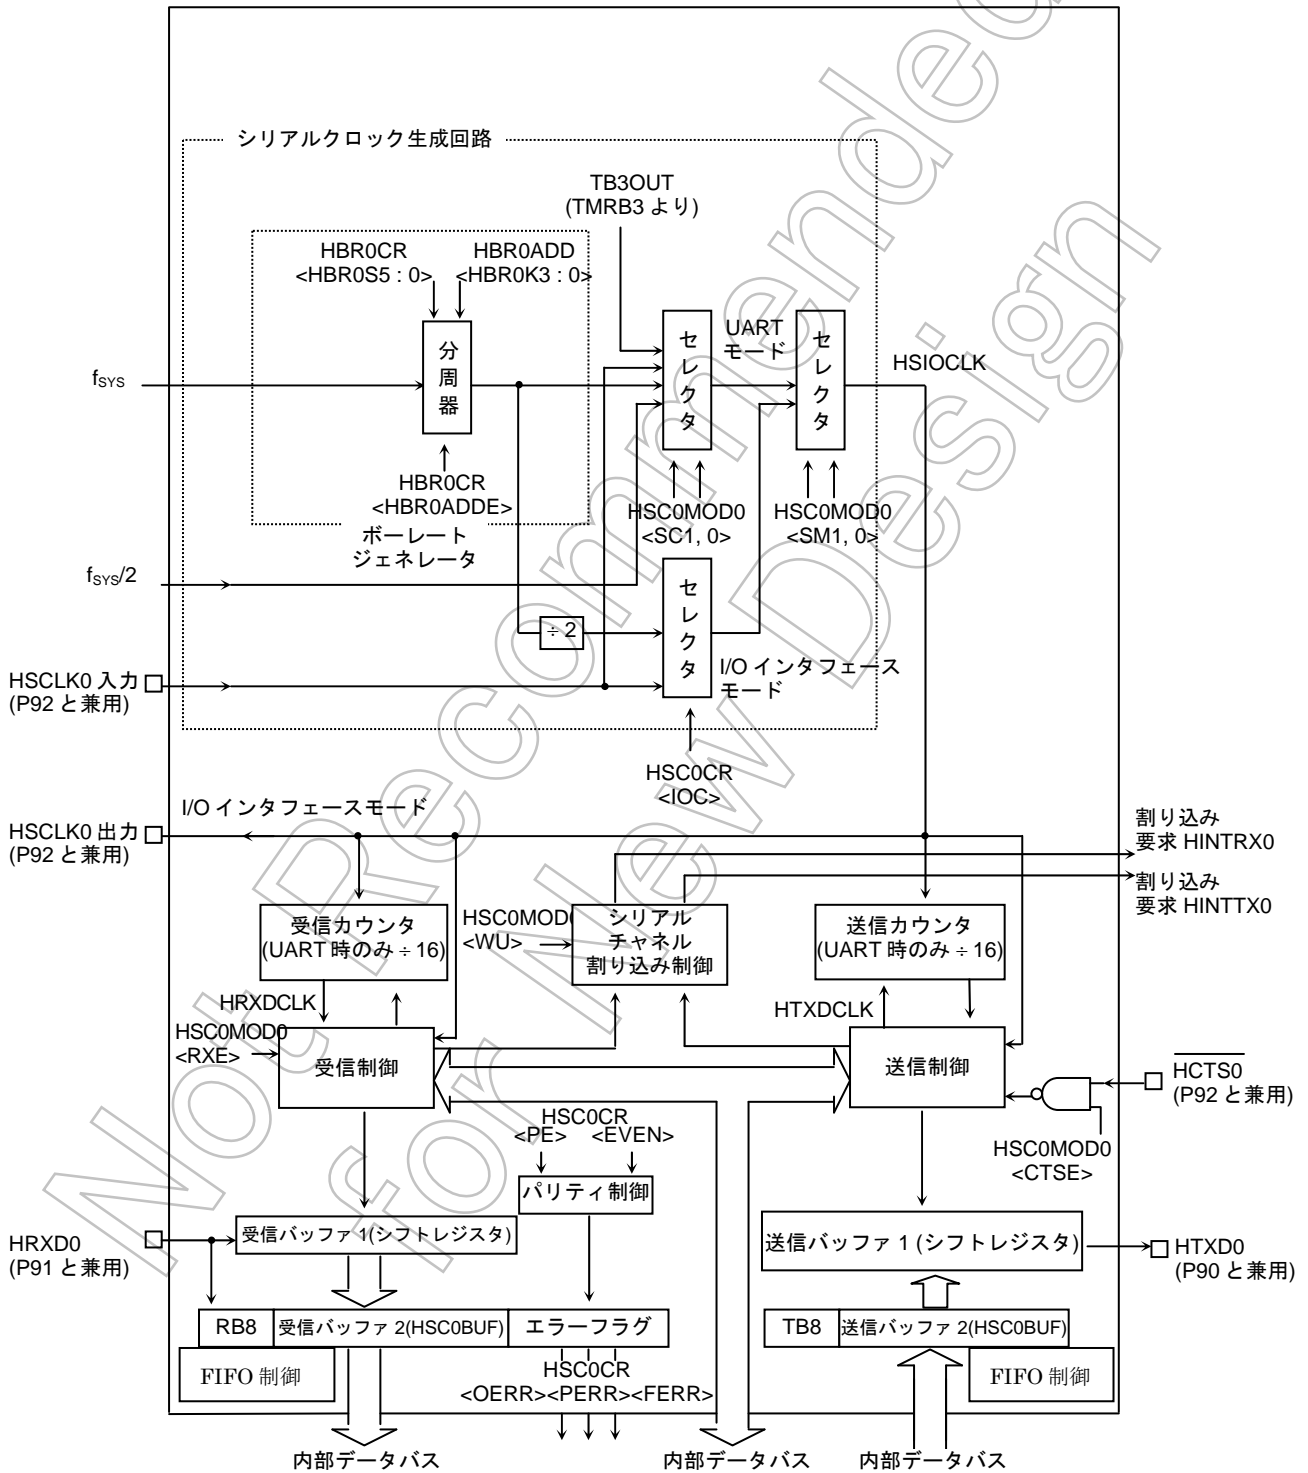 シリアルクロック生成回路
TB3OUT
(TMRB3 より)
HBR0CR
<HBR0S5 : 0>
HBR0ADD
<HBR0K3 : 0>
分周器
セレクタ
UART
モード
セレクタ
HSIOCLK
fSYS
HBR0CR
<HBR0ADDE>
ボーレート
ジェネレータ
HSC0MOD0
<SC1, 0>
HSC0MOD0
<SM1, 0>
fSYS/2
÷ 2
セレクタ
I/O インタフェース
モード
HSCLK0 入力
(P92 と兼用)
HSC0CR
<IOC>
I/O インタフェースモード
HSCLK0 出力
(P92 と兼用)
割り込み
要求 HINTRX0
割り込み
要求 HINTTX0
受信カウンタ
(UART 時のみ ÷ 16)
HSC0MOD0
<WU>
シリアル
チャネル
割り込み制御
送信カウンタ
(UART 時のみ ÷ 16)
HRXDCLK
HTXDCLK
HSC0MOD0
<RXE>
受信制御
送信制御
HCTS0
(P92 と兼用)
HSC0MOD0
<CTSE>
HSC0CR
<PE>
<EVEN>
パリティ制御
HRXD0
(P91 と兼用)
受信バッファ 1(シフトレジスタ)
送信バッファ 1 (シフトレジスタ)
HTXD0
(P90 と兼用)
RB8
受信バッファ 2(HSC0BUF)
エラーフラグ
TB8
送信バッファ 2(HSC0BUF)
FIFO 制御
HSC0CR
<OERR><PERR><FERR>
FIFO 制御
内部データバス
内部データバス
内部データバス
Not Recommended
for New Design